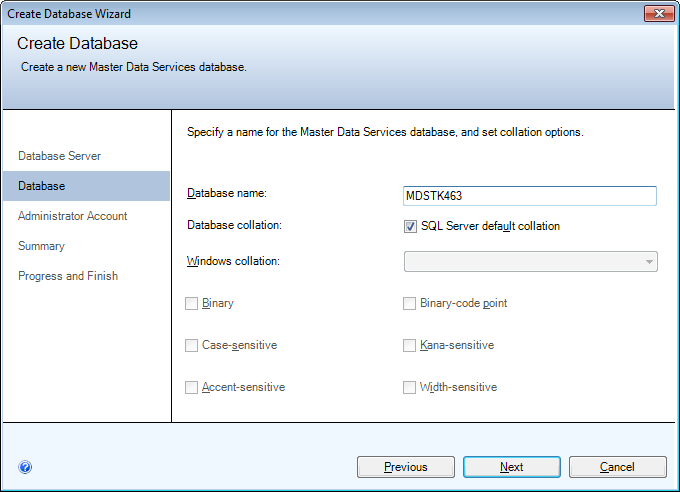 Create Database Wizard
Create Database
Create a new Master Data Services database.
Database Server
Database
Administrator Account
Summary
Progress and Finish
Specify a name for the Master Data Services database, and set collation options.
Database name: MDSTK463
Database collation: SQL Server default collation
Windows collation:
Binary Binary-code point
Case-sensitive Kana-sensitive
Accent-sensitive Width-sensitive
? Previous Next Cancel